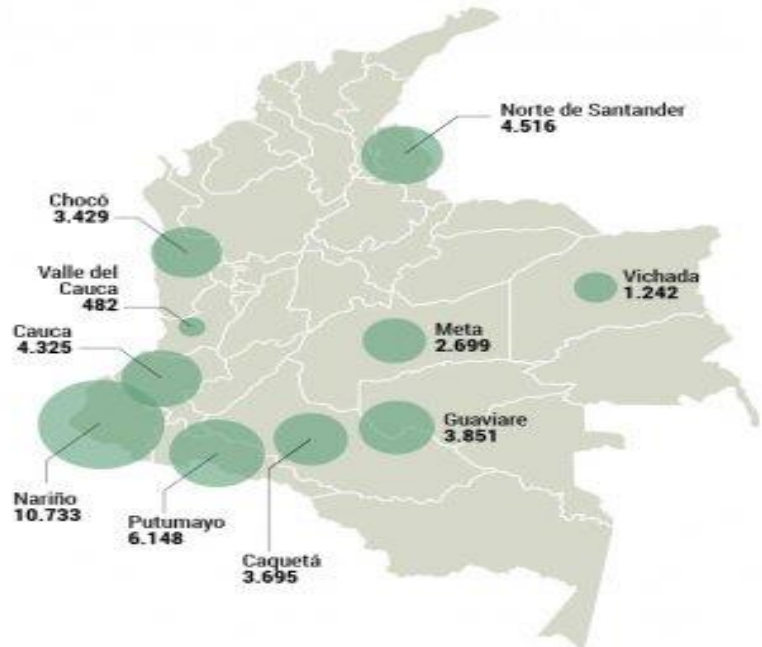 Norte de Santander
4.516
Chocó
3.429
Valle del
Cauca
482
Vichada
1.242
Cauca
4.325
Meta
2.699
Guaviare
3.851
Nariño
10.733
Putumayo
6.148
Caquetá
3.695